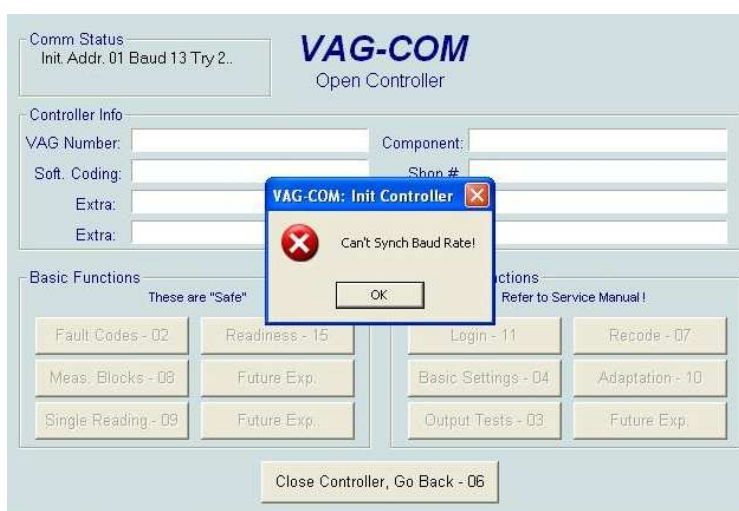 Comm Status
Init. Addr. 01 Baud 13 Try 2..
VAG-COM
Open Controller
Controller Info
VAG Number:
Component:
Soft. Coding:
Shop #
Extra:
Extra:
VAG-COM: Init Controller
Can't Synch Baud Rate!
OK
Basic Functions
These are "Safe"
Refer to Service Manual !
Fault Codes - 02
Readiness - 15
Login - 11
Recode - 07
Meas. Blocks - 08
Future Exp.
Basic Settings - 04
Adaptation - 10
Single Reading - 09
Future Exp.
Output Tests - 03
Future Exp.
Close Controller, Go Back - 06